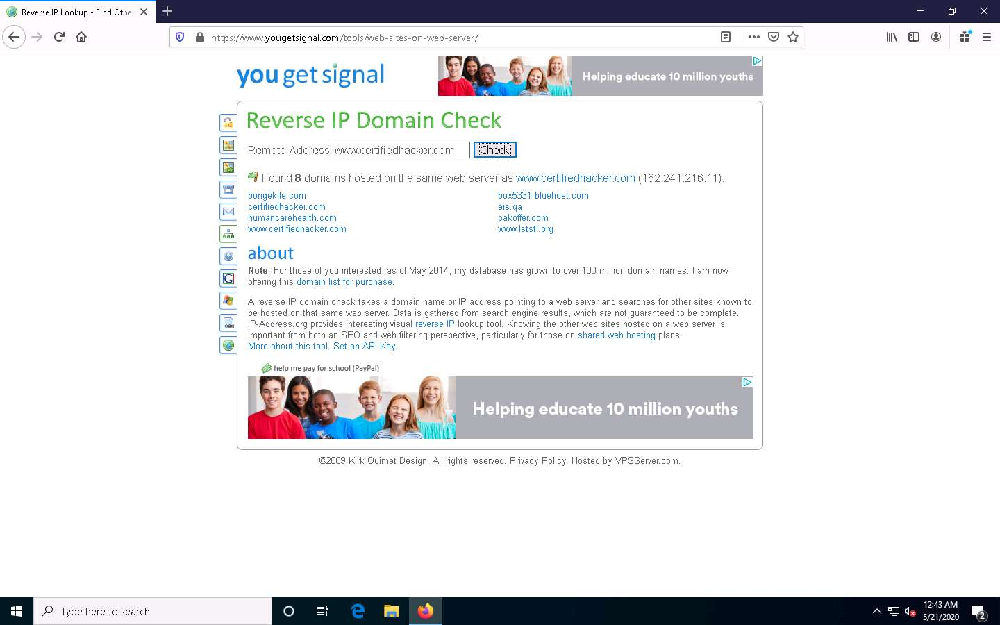 Reverse IP Lookup - Find Other
https://www.yougetsignal.com/tools/web-sites-on-web-server/
you get signal
Helping educate 10 million youths
Reverse IP Domain Check
Remote Address www.certifiedhacker.com Check
Found 8 domains hosted on the same web server as www.certifiedhacker.com (162.241.216.11).
bongekile.com
certifiedhacker.com
humancarehealth.com
www.certifiedhacker.com
box5331.bluehost.com
eis.qa
oakoffer.com
www.lststl.org
about
Note: For those of you interested, as of May 2014, my database has grown to over 100 million domain names. I am now
offering this domain list for purchase.
A reverse IP domain check takes a domain name or IP address pointing to a web server and searches for other sites known to
be hosted on that same web server. Data is gathered from search engine results, which are not guaranteed to be complete.
IP-Address.org provides interesting visual reverse IP lookup tool. Knowing the other web sites hosted on a web server is
important from both an SEO and web filtering perspective, particularly for those on shared web hosting plans.
More about this tool. Set an API Key.
help me pay for school (PayPal)
Helping educate 10 million youths
©2009 Kirk Ouimet Design. All rights reserved. Privacy Policy. Hosted by VPSServer.com.
Type here to search
12:43 AM
5/21/2020
2